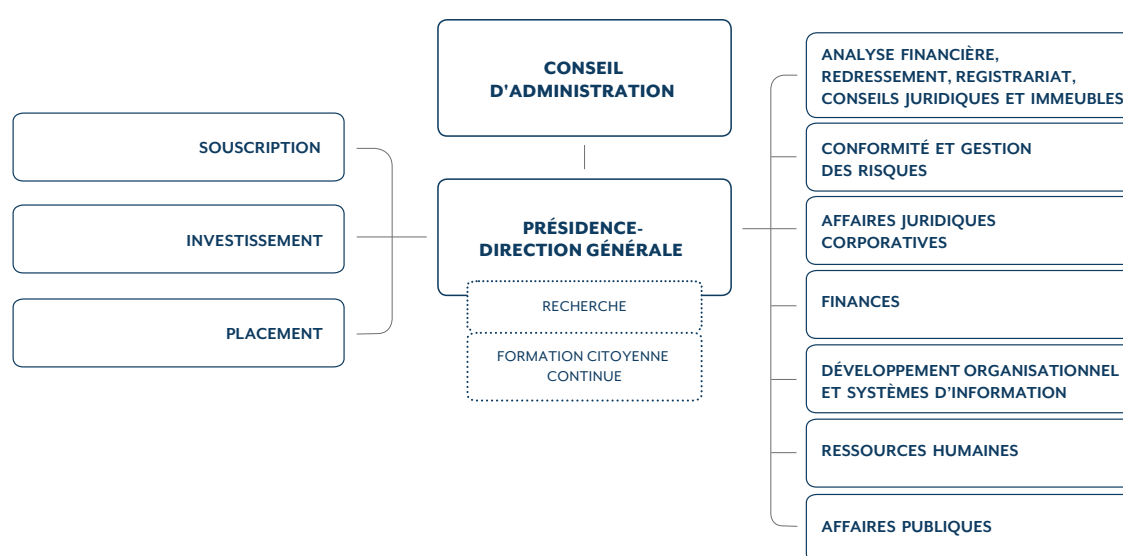 CONSEIL
D'ADMINISTRATION
SOUSCRIPTION
INVESTISSEMENT
PLACEMENT
PRÉSIDENCE-
DIRECTION GÉNÉRALE
RECHERCHE
FORMATION CITOYENNE
CONTINUE
ANALYSE FINANCIÈRE,
REDRESSEMENT, REGISTRARIAT,
CONSEILS JURIDIQUES ET IMMEUBLES
CONFORMITÉ ET GESTION
DES RISQUES
AFFAIRES JURIDIQUES
CORPORATIVES
FINANCES
DÉVELOPPEMENT ORGANISATIONNEL
ET SYSTÈMES D’INFORMATION
RESSOURCES HUMAINES
AFFAIRES PUBLIQUES